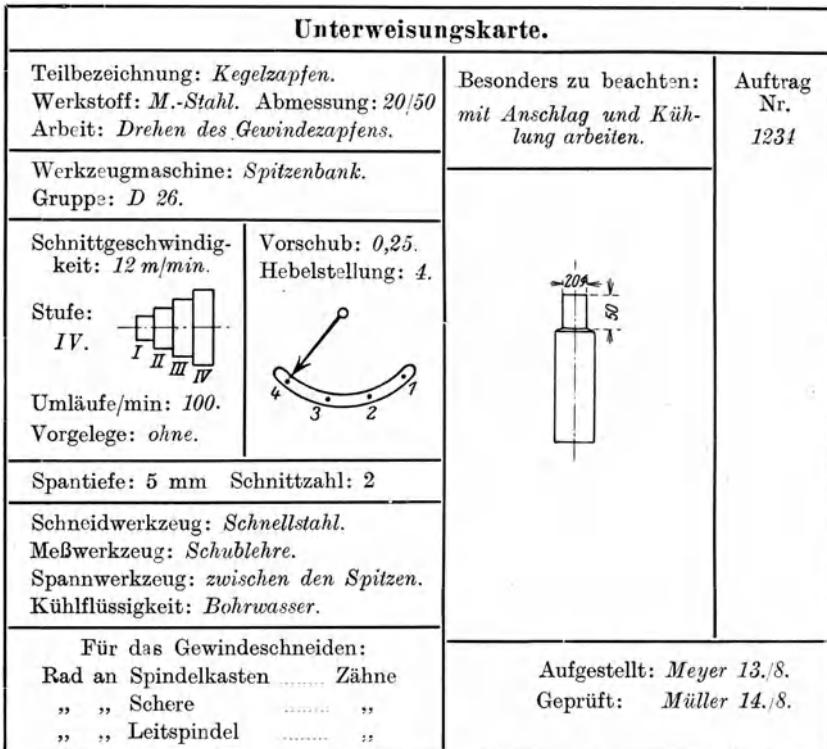 Unterweisungskarte.
Teilbezeichnung: Kegelzapfen.
Werkstoff: M.-Stahl. Abmessung: 20/50
Arbeit: Drehen des Gewindezapfens.
Besonders zu beachten:
mit Anschlag und Küh-
lung arbeiten.
Auftrag
Nr.
1234
Werkzeugmaschine: Spitzenbank.
Gruppe: D 26.
Schnittgeschwindig-
keit: 12 m/min.
Stufe:
IV.
I II III IV
Umläufe/min: 100.
Vorgelege: ohne.
Vorschub: 0,25.
Hebelstellung: 4.
4 3 2 1
20⌀
50
Spantiefe: 5 mm Schnittzahl: 2
Schneidwerkzeug: Schnellstahl.
Meßwerkzeug: Schublehre.
Spannwerkzeug: zwischen den Spitzen.
Kühlflüssigkeit: Bohrwasser.
Für das Gewindeschneiden:
Rad an Spindelkasten ........ Zähne
„ „ Schere ........ „
„ „ Leitspindel ........ „
Aufgestellt: Meyer 13./8.
Geprüft: Müller 14./8.